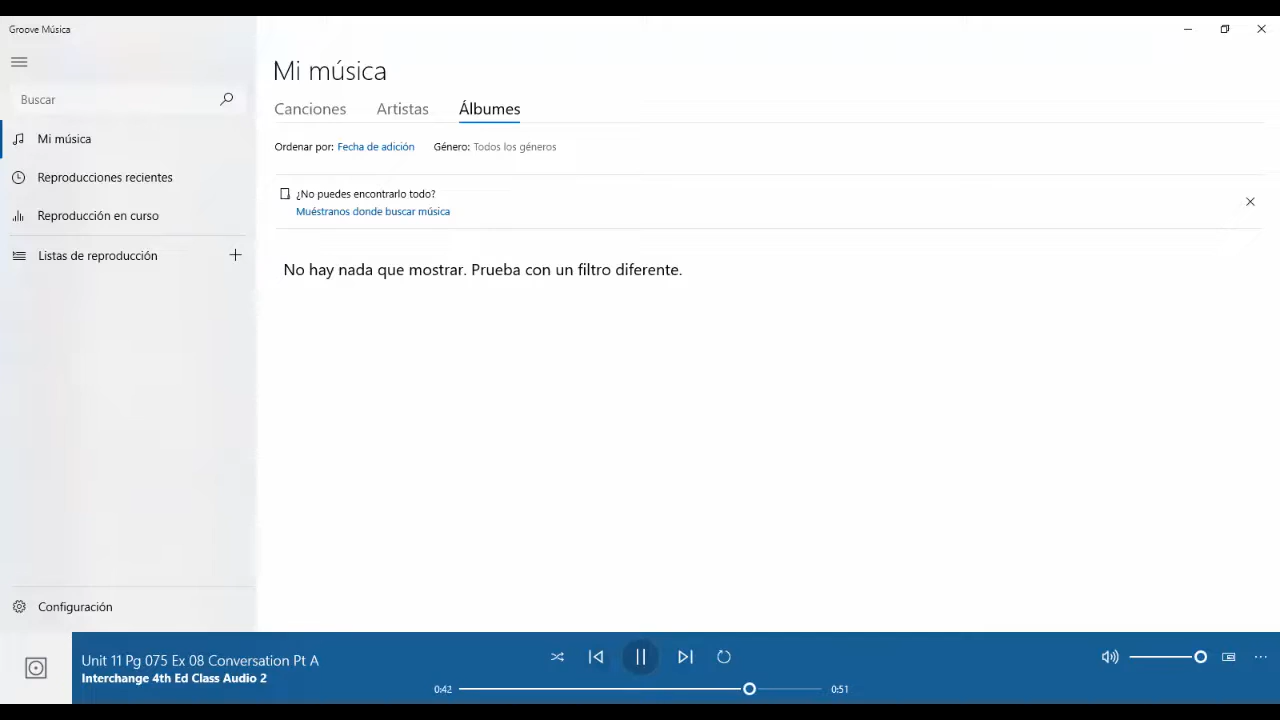 Groove Música
Buscar
Mi música
Reproducciones recientes
Reproducción en curso
Listas de reproducción
Configuración
Mi música
Canciones Artistas Álbumes
Ordenar por: Fecha de adición Género: Todos los géneros
¿No puedes encontrarlo todo?
Muéstranos donde buscar música
No hay nada que mostrar. Prueba con un filtro diferente.
Unit 11 Pg 075 Ex 08 Conversation Pt A
Interchange 4th Ed Class Audio 2
0:42 0:51